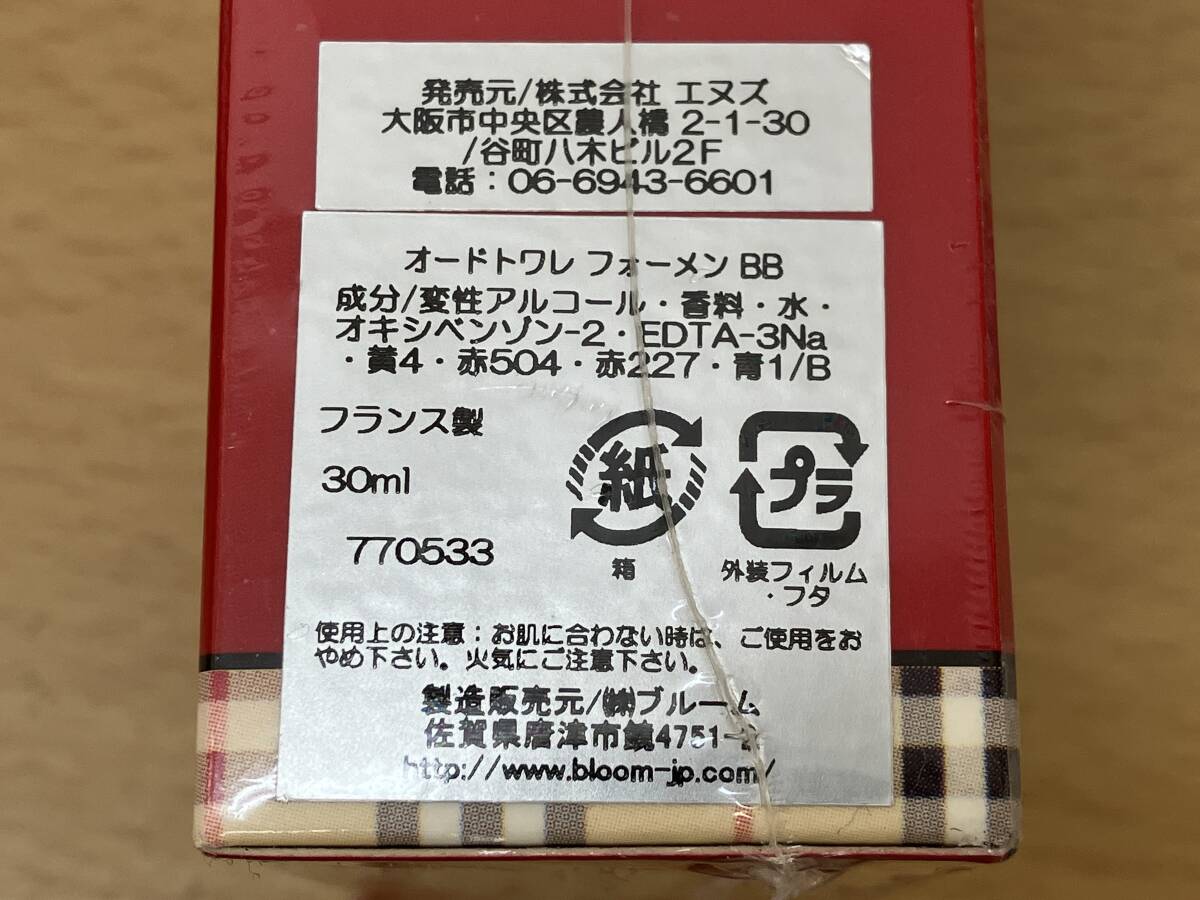 発売元/株式会社 エヌズ
大阪市中央区農人橋 2-1-30
/谷町八木ビル2F
電話：06-6943-6601
オードトワレ フォーメン BB
成分/変性アルコール・香料・水・
オキシベンゾン-2・EDTA-3Na
・黄4・赤504・赤227・青1/B
フランス製
30ml
770533
紙
箱
プラ
外装フィルム
・フタ
使用上の注意：お肌に合わない時は、ご使用をお
やめ下さい。火気にご注意下さい。
製造販売元/㈱ブルーム
佐賀県唐津市鏡4751-2
http://www.bloom-jp.com/